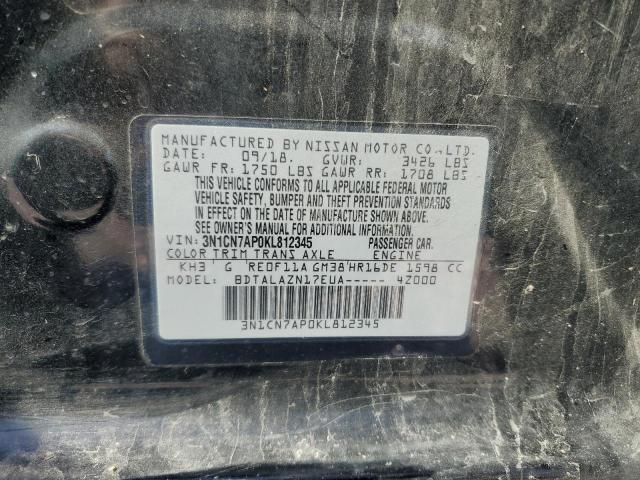 MANUFACTURED BY NISSAN MOTOR CO., LTD.
DATE: 09/18. GVWR: 3426 LBS
GAWR FR: 1750 LBS GAWR RR: 1708 LBS
THIS VEHICLE CONFORMS TO ALL APPLICABLE FEDERAL MOTOR
VEHICLE SAFETY, BUMPER AND THEFT PREVENTION STANDARDS
IN EFFECT ON THE DATE OF MANUFACTURE SHOWN ABOVE.
SEE OWNER'S MANUAL FOR ADDITIONAL INFORMATION.
VIN: 3N1CN7AP0KL812345 PASSENGER CAR.
COLOR TRIM TRANS AXLE ENGINE
KH3 G RE0F11A GM38 HR16DE 1598 CC
MODEL: BDTALAZN17EUA----- 4Z000
3N1CN7AP0KL812345